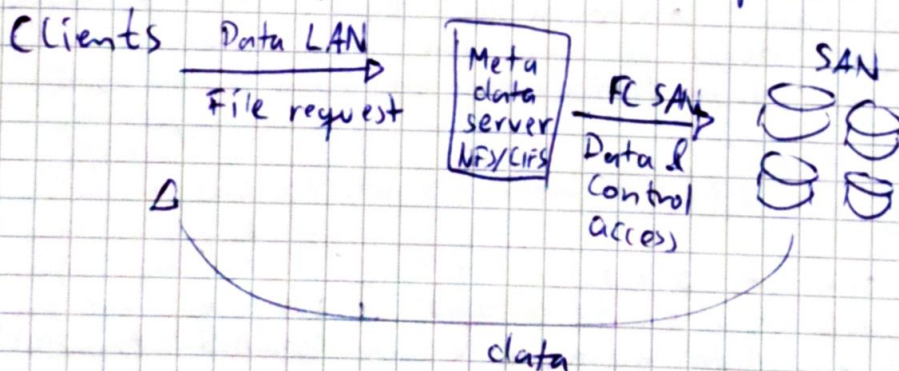 Clients
Data LAN
File request
Meta
data
server
NFS/CIFS
FC SAN
Data &
Control
access
SAN
data